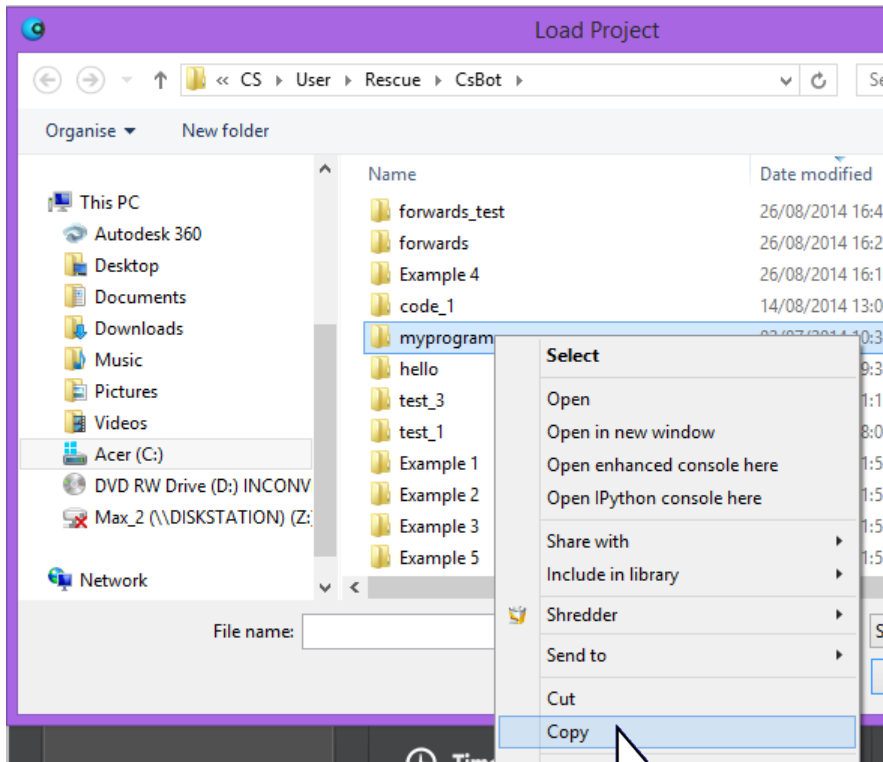 Load Project
« CS User Rescue CsBot
Organise New folder
Name Date modified
This PC
Autodesk 360
Desktop
Documents
Downloads
Music
Pictures
Videos
Acer (C:)
DVD RW Drive (D:) INCONV
Max_2 (\\DISKSTATION) (Z:
Network
forwards_test 26/08/2014 16:4
forwards 26/08/2014 16:2
Example 4 26/08/2014 16:1
code_1 14/08/2014 13:0
myprogram
hello
test_3
test_1
Example 1
Example 2
Example 3
Example 5
File name:
Select
Open
Open in new window
Open enhanced console here
Open IPython console here
Share with
Include in library
Shredder
Send to
Cut
Copy